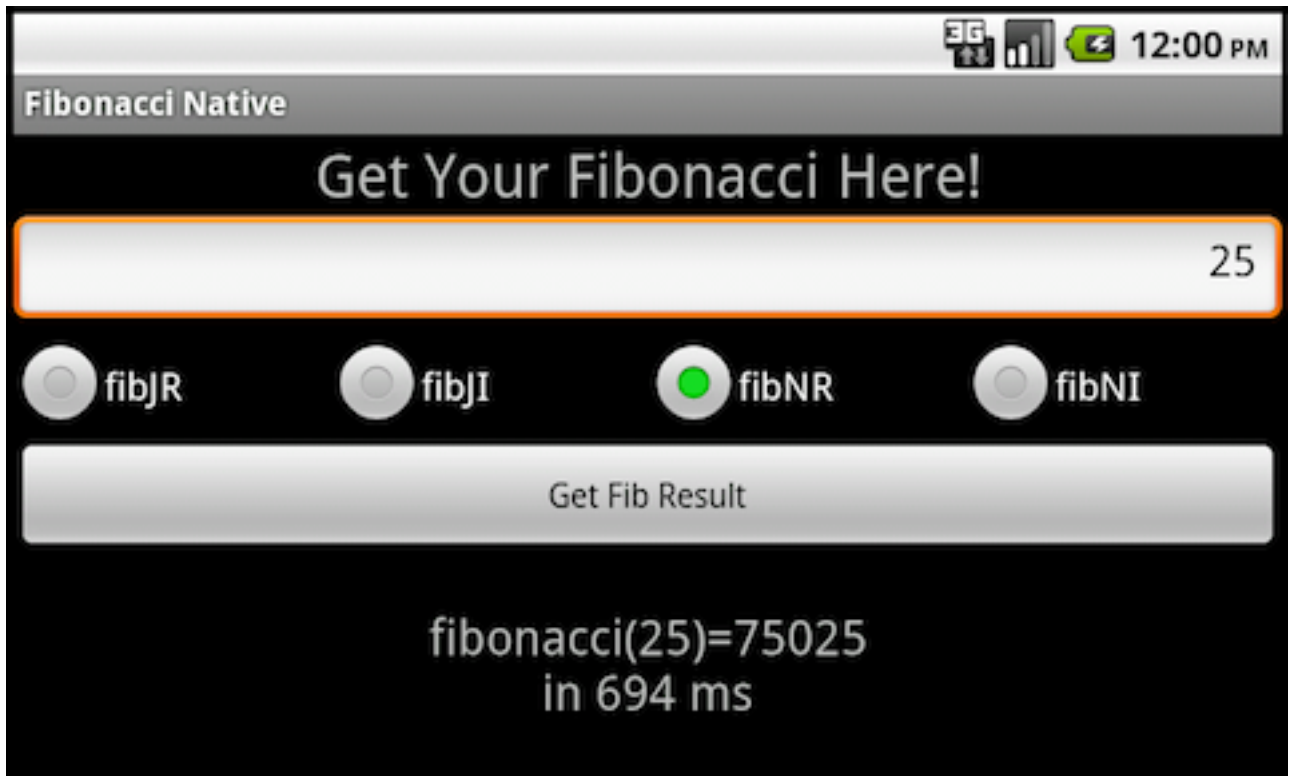 3G 12:00 PM
Fibonacci Native
Get Your Fibonacci Here!
25
fibJR fibJI fibNR fibNI
Get Fib Result
fibonacci(25)=75025
in 694 ms